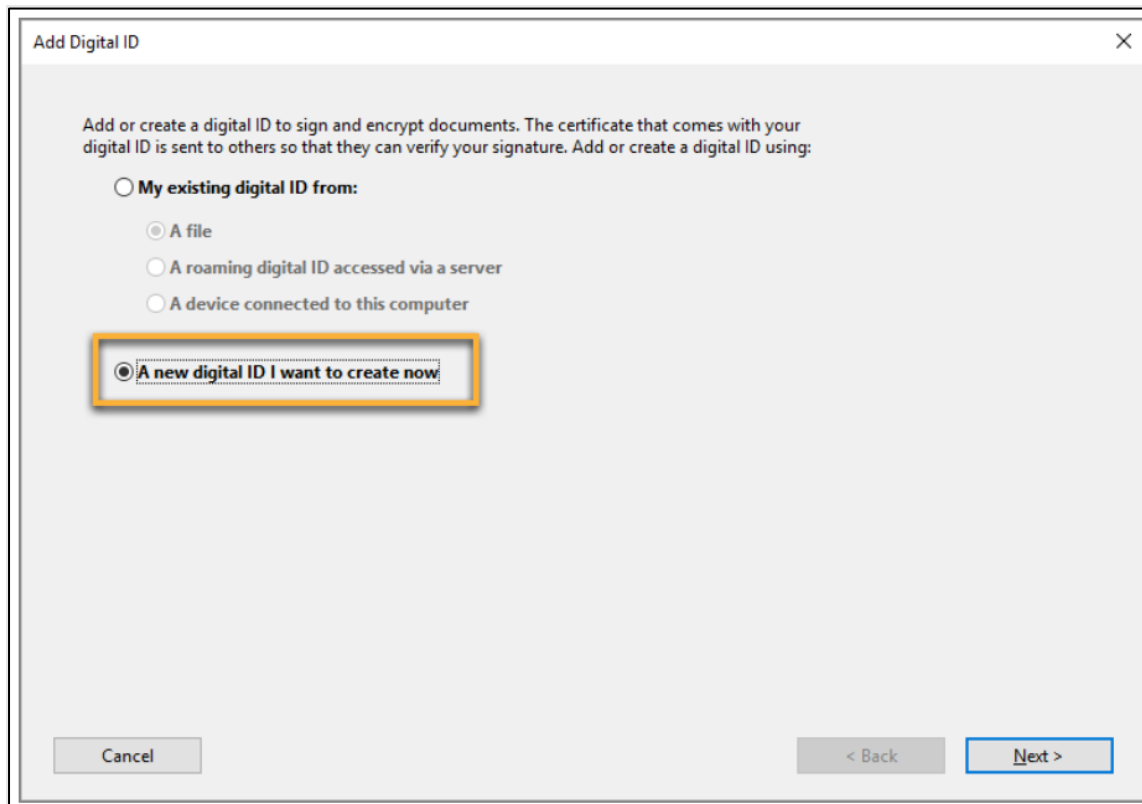 Add Digital ID
Add or create a digital ID to sign and encrypt documents. The certificate that comes with your
digital ID is sent to others so that they can verify your signature. Add or create a digital ID using:
My existing digital ID from:
A file
A roaming digital ID accessed via a server
A device connected to this computer
A new digital ID I want to create now
Cancel
< Back
Next >